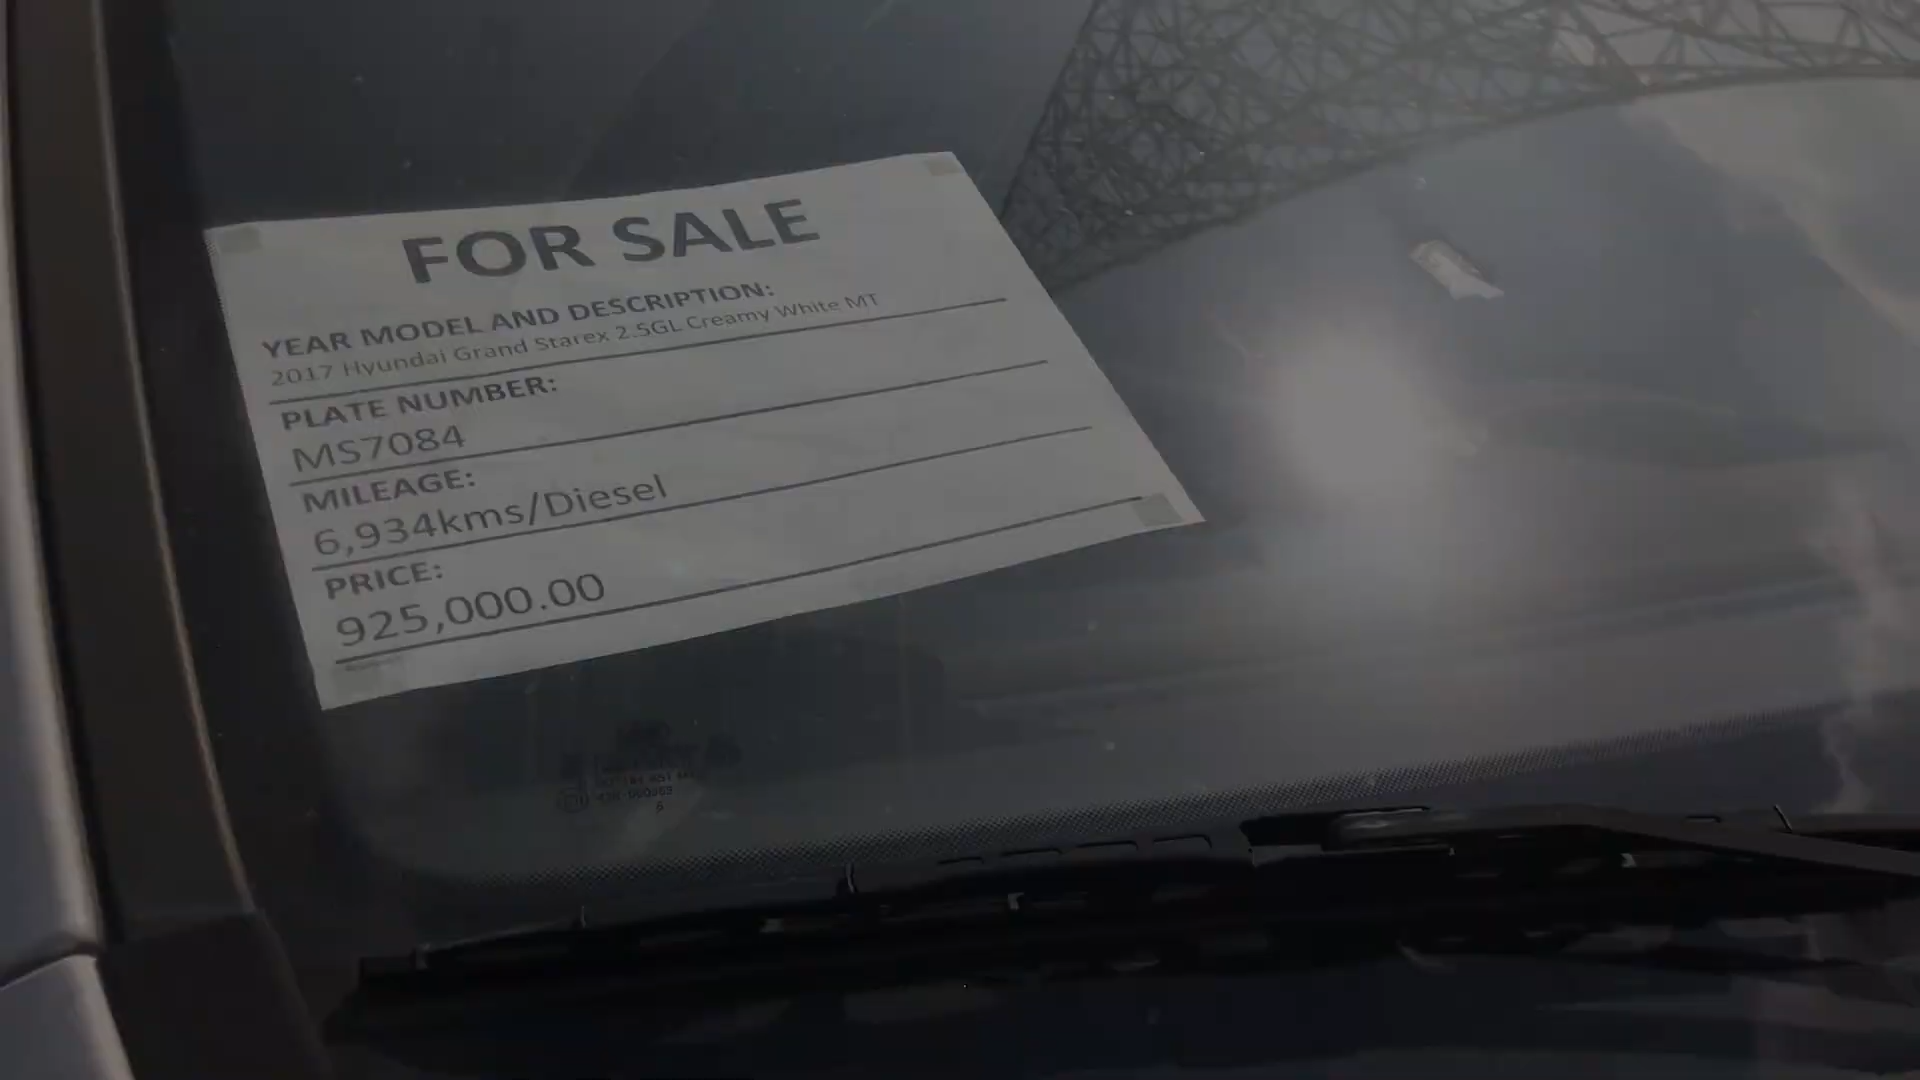 FOR SALE
YEAR MODEL AND DESCRIPTION:
2017 Hyundai Grand Starex 2.5GL Creamy White MT
PLATE NUMBER:
MS7084
MILEAGE:
6,934kms/Diesel
PRICE:
925,000.00